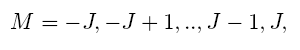 M = −J, −J + 1, .., J − 1, J,